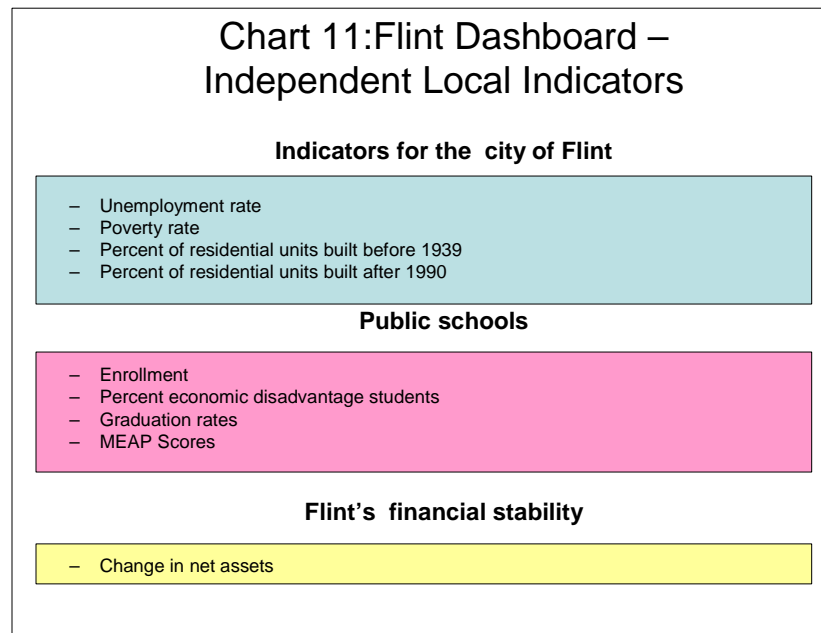 Chart 11:Flint Dashboard –
Independent Local Indicators
Indicators for the city of Flint
– Unemployment rate
– Poverty rate
– Percent of residential units built before 1939
– Percent of residential units built after 1990
Public schools
– Enrollment
– Percent economic disadvantage students
– Graduation rates
– MEAP Scores
Flint's financial stability
– Change in net assets